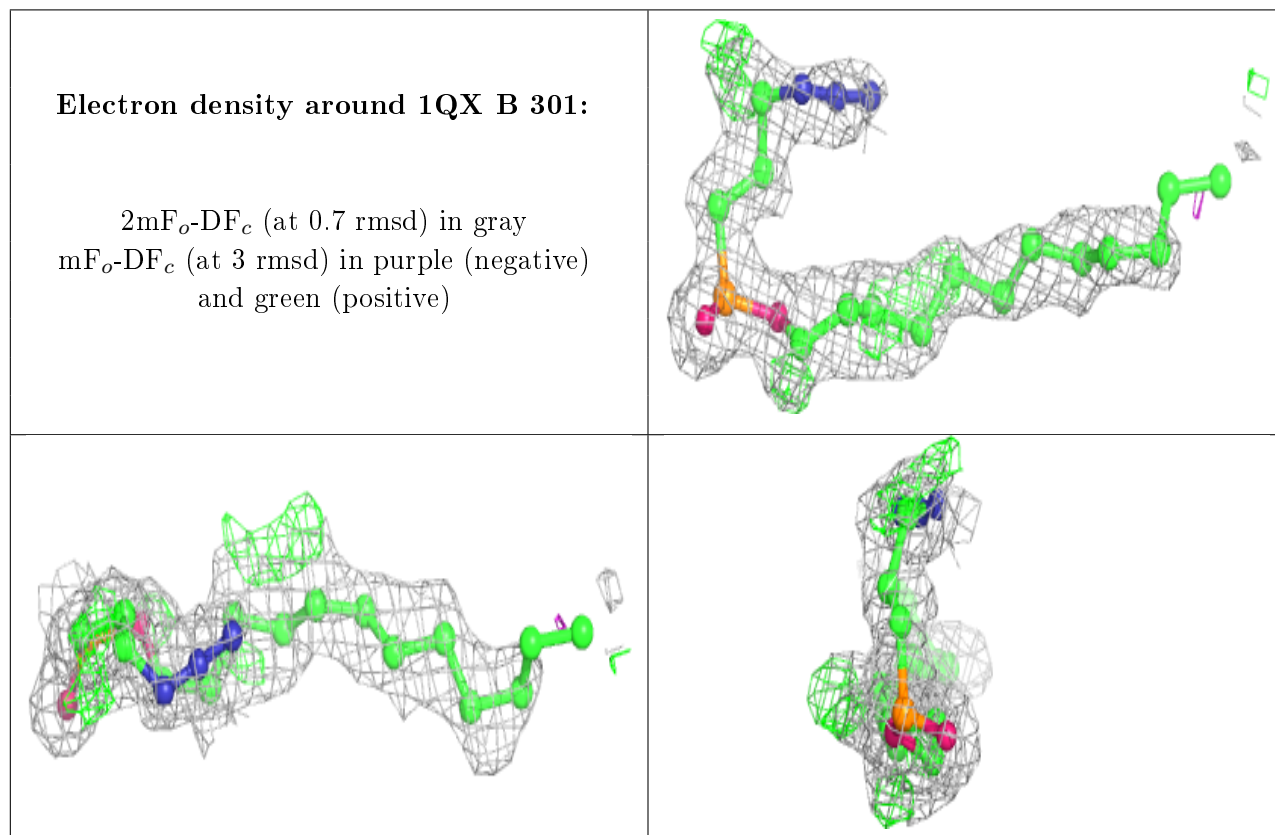 Electron density around 1QX B 301:
2mFₒ-DF𝒸 (at 0.7 rmsd) in gray
mFₒ-DF𝒸 (at 3 rmsd) in purple (negative)
and green (positive)